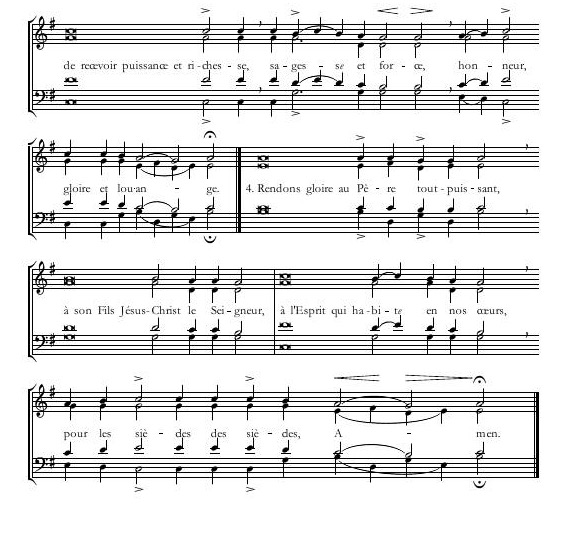 de recevoir puissance et ri - ches - se, sa - ges - se et for - ce, hon - neur,
gloire et lou-an - ge. 4. Rendons gloire au Pè - re tout - puis - sant,
à son Fils Jésus-Christ le Sei - gneur, à l'Esprit qui ha - bi - te en nos cœurs,
pour les siè - des des siè - des, A - men.